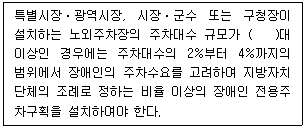 특별시장·광역시장, 시장·군수 또는 구청장이
설치하는 노외주차장의 주차대수 규모가 (   )대
이상인 경우에는 주차대수의 2%부터 4%까지의
범위에서 장애인의 주차수요를 고려하여 지방자치
단체의 조례로 정하는 비율 이상의 장애인 전용주
차구획을 설치하여야 한다.